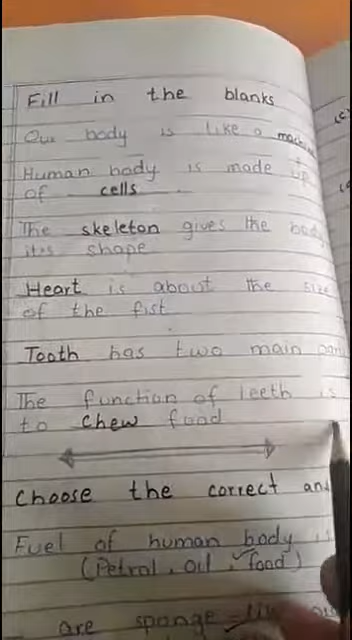 Fill in the blanks
Our body is like a machine
Human body is made up
of cells.
The skeleton gives the body
it's shape
Heart is about the size
of the fist
Tooth has two main
The function of teeth is
to chew food
Choose the correct
Fuel of human body
(Petrol, oil, food)
are sponge